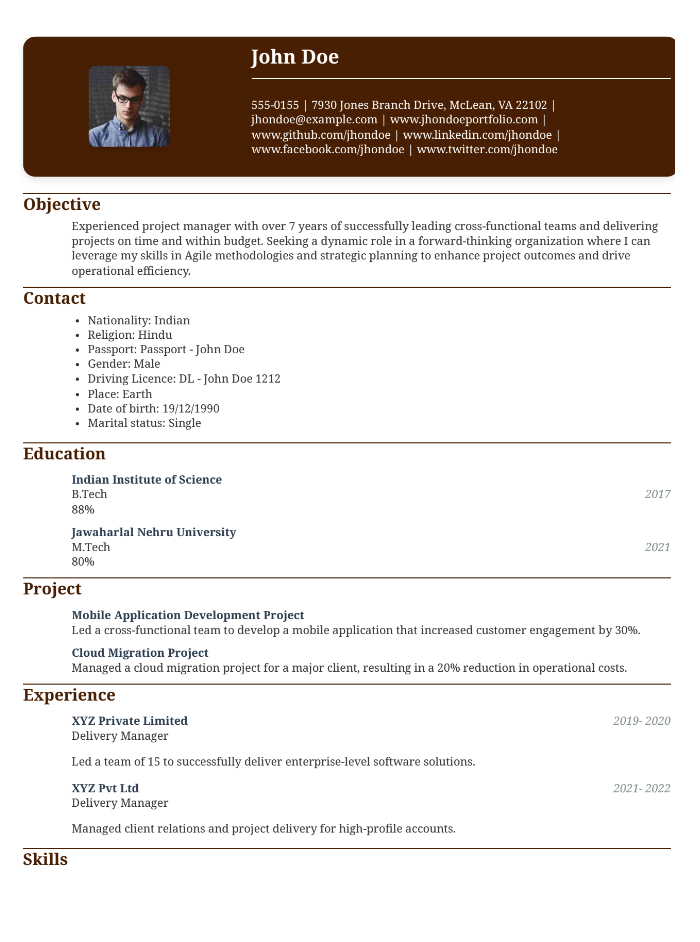 John Doe
555-0155 | 7930 Jones Branch Drive, McLean, VA 22102 |
jhondoe@example.com | www.jhondoeportfolio.com |
www.github.com/jhondoe | www.linkedin.com/jhondoe |
www.facebook.com/jhondoe | www.twitter.com/jhondoe
Objective
Experienced project manager with over 7 years of successfully leading cross-functional teams and delivering
projects on time and within budget. Seeking a dynamic role in a forward-thinking organization where I can
leverage my skills in Agile methodologies and strategic planning to enhance project outcomes and drive
operational efficiency.
Contact
• Nationality: Indian
• Religion: Hindu
• Passport: Passport - John Doe
• Gender: Male
• Driving Licence: DL - John Doe 1212
• Place: Earth
• Date of birth: 19/12/1990
• Marital status: Single
Education
Indian Institute of Science
B.Tech 2017
88%
Jawaharlal Nehru University
M.Tech 2021
80%
Project
Mobile Application Development Project
Led a cross-functional team to develop a mobile application that increased customer engagement by 30%.
Cloud Migration Project
Managed a cloud migration project for a major client, resulting in a 20% reduction in operational costs.
Experience
XYZ Private Limited 2019- 2020
Delivery Manager
Led a team of 15 to successfully deliver enterprise-level software solutions.
XYZ Pvt Ltd 2021- 2022
Delivery Manager
Managed client relations and project delivery for high-profile accounts.
Skills